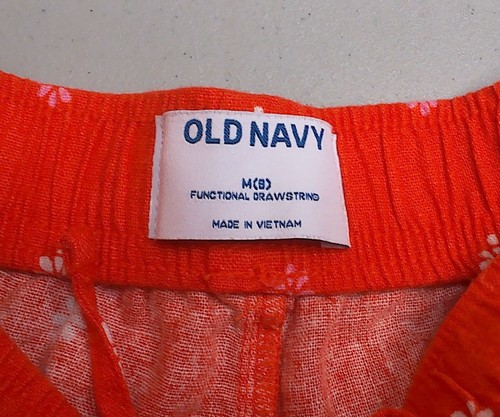 OLD NAVY
M(8)
FUNCTIONAL DRAWSTRING
MADE IN VIETNAM